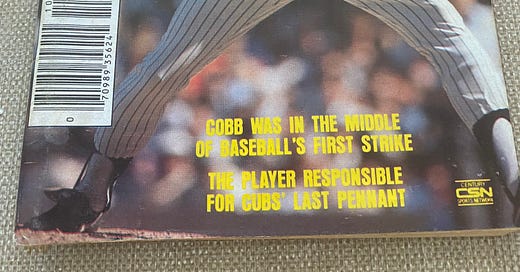 10
0
70989 35624
COBB WAS IN THE MIDDLE
OF BASEBALL'S FIRST STRIKE
THE PLAYER RESPONSIBLE
FOR CUBS' LAST PENNANT
CENTURY
CSN
SPORTS NETWORK